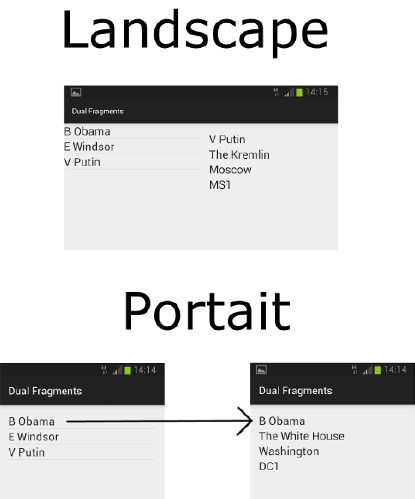 Landscape
14:15
Dual Fragments
B Obama
E Windsor
V Putin
V Putin
The Kremlin
Moscow
MS1
Portait
14:14
Dual Fragments
B Obama
E Windsor
V Putin
14:14
Dual Fragments
B Obama
The White House
Washington
DC1